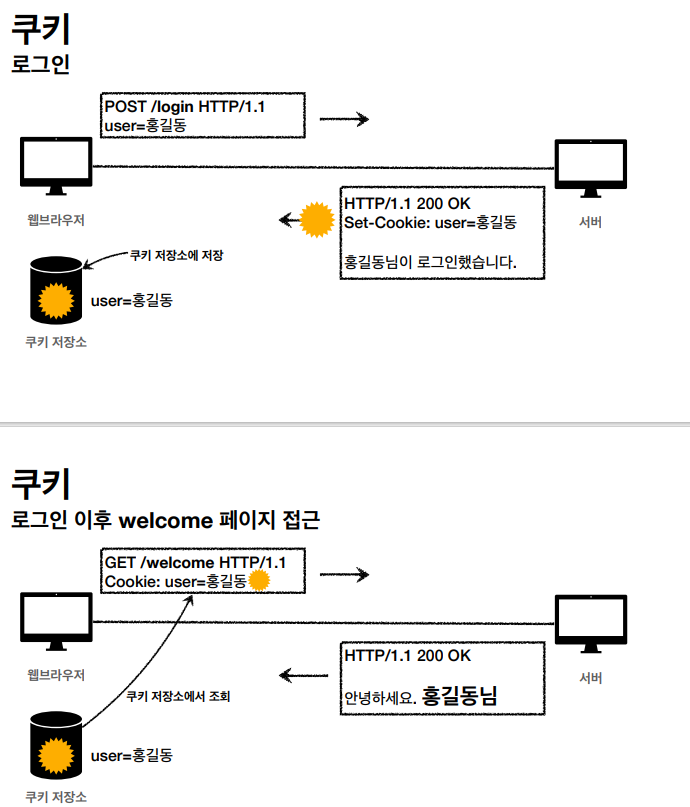 쿠키
로그인
POST /login HTTP/1.1
user=홍길동
웹브라우저
서버
HTTP/1.1 200 OK
Set-Cookie: user=홍길동
홍길동님이 로그인했습니다.
쿠키 저장소에 저장
user=홍길동
쿠키 저장소
쿠키
로그인 이후 welcome 페이지 접근
GET /welcome HTTP/1.1
Cookie: user=홍길동
웹브라우저
서버
HTTP/1.1 200 OK
안녕하세요. 홍길동님
쿠키 저장소에서 조회
user=홍길동
쿠키 저장소